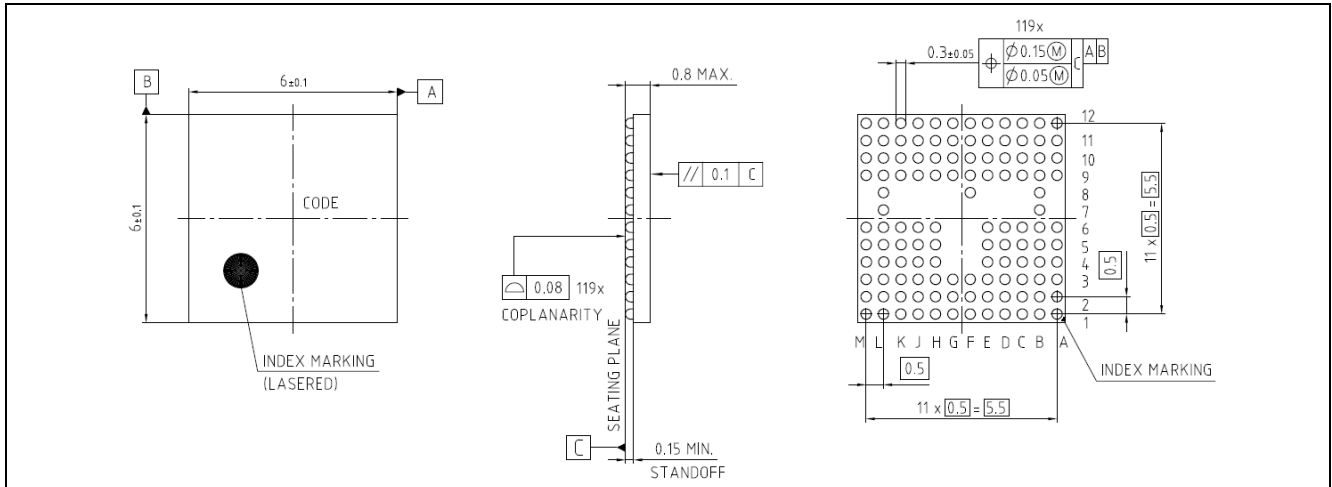 B
6±0.1
A
6±0.1
CODE
INDEX MARKING
(LASERED)
0.8 MAX.
// 0.1 C
⌓ 0.08 119x
COPLANARITY
SEATING PLANE
C
0.15 MIN.
STANDOFF
119x
0.3±0.05
⌖ Ø0.15Ⓜ C A B
Ø0.05Ⓜ
12
11
10
9
8
7
6
5
4
3
2
1
11 x 0.5 = 5.5
0.5
M L K J H G F E D C B A
0.5
INDEX MARKING
11 x 0.5 = 5.5